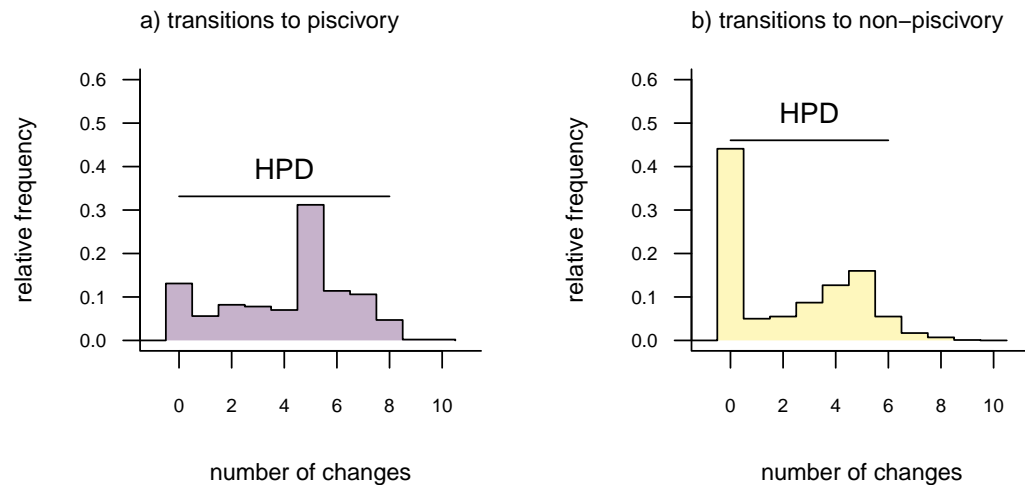 a) transitions to piscivory
relative frequency
0.6
0.5
0.4
0.3
0.2
0.1
0.0
HPD
0 2 4 6 8 10
number of changes
b) transitions to non−piscivory
relative frequency
0.6
0.5
0.4
0.3
0.2
0.1
0.0
HPD
0 2 4 6 8 10
number of changes